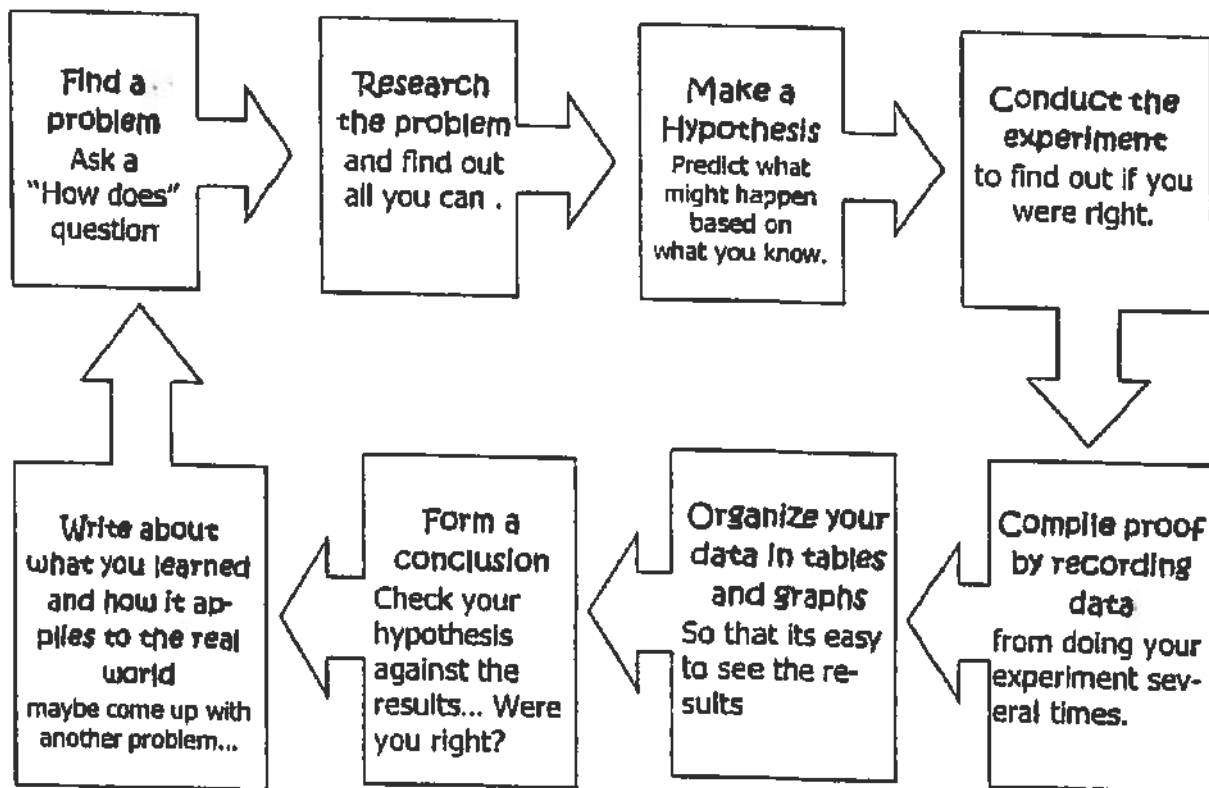 Find a
problem
Ask a
"How does"
question
Research
the problem
and find out
all you can .
Make a
Hypothesis
Predict what
might happen
based on
what you know.
Conduct the
experiment
to find out if you
were right.
Compile proof
by recording
data
from doing your
experiment sev-
eral times.
Organize your
data in tables
and graphs
So that its easy
to see the re-
sults
Form a
conclusion
Check your
hypothesis
against the
results... Were
you right?
Write about
what you learned
and how it ap-
plies to the real
world
maybe come up with
another problem...